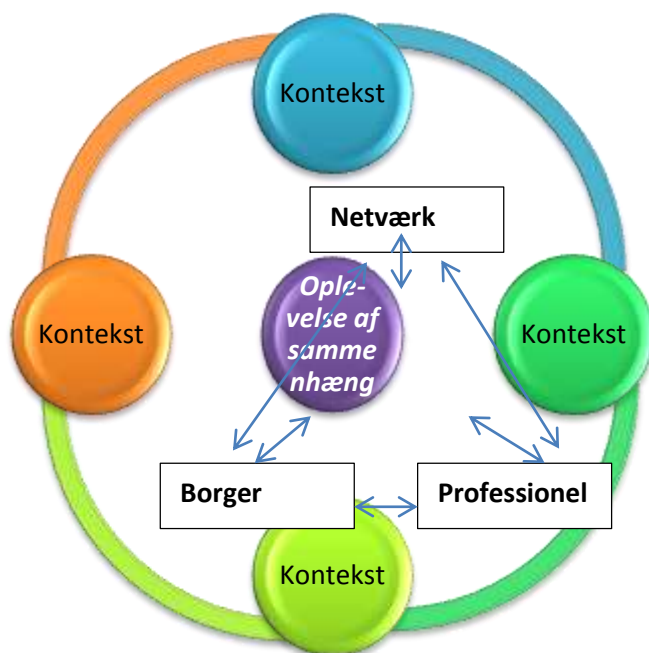 Kontekst
Netværk
Kontekst
Ople-
velse af
samme
nhæng
Kontekst
Borger
Professionel
Kontekst